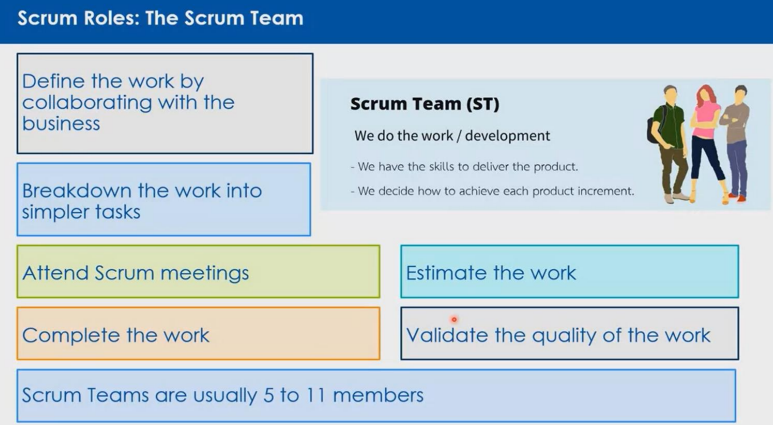 Scrum Roles: The Scrum Team
Define the work by
collaborating with the
business
Scrum Team (ST)
We do the work / development
- We have the skills to deliver the product.
- We decide how to achieve each product increment.
Breakdown the work into
simpler tasks
Attend Scrum meetings
Estimate the work
Complete the work
Validate the quality of the work
Scrum Teams are usually 5 to 11 members